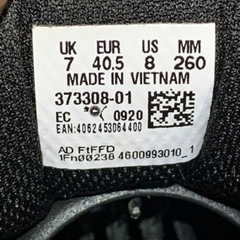 UK EUR US MM
7 40.5 8 260
MADE IN VIETNAM
373308-01
EC 0920
EAN:4062453064400
AD FtFFD
1Fn00238 4600993010_1